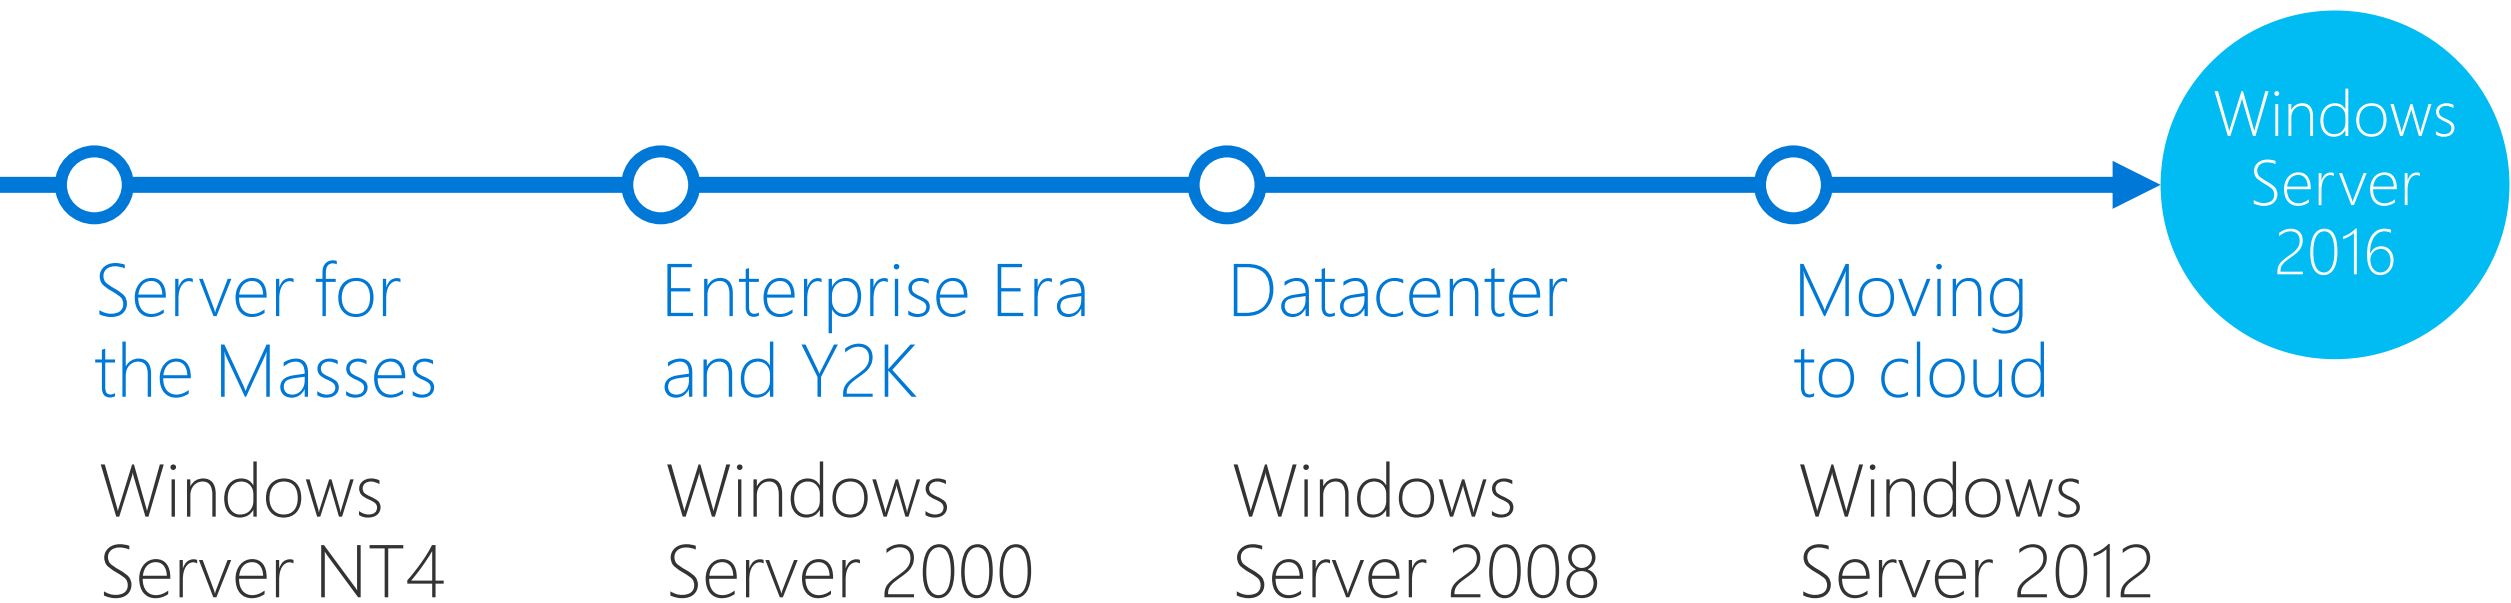 Server for
the Masses
Windows
Server NT4
Enterprise Era
and Y2K
Windows
Server 2000
Datacenter
Windows
Server 2008
Moving
to cloud
Windows
Server 2012
Windows
Server
2016